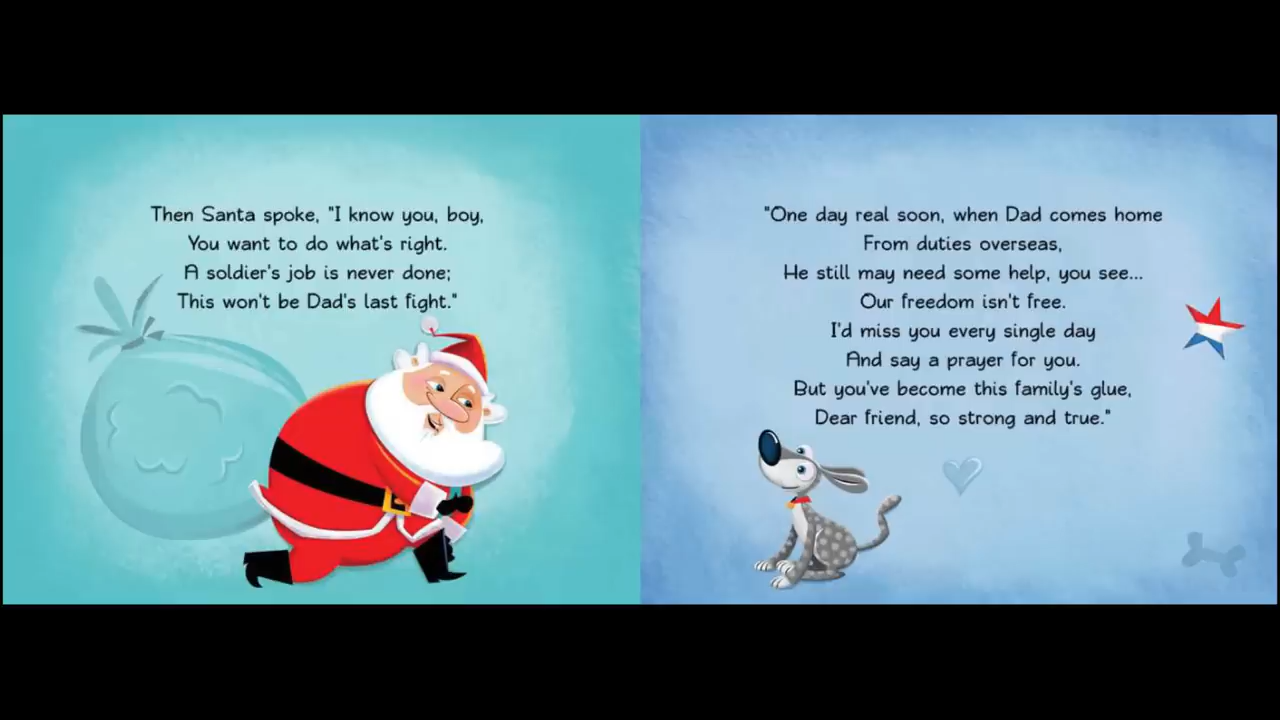 Then Santa spoke, "I know you, boy,
You want to do what's right.
A soldier's job is never done;
This won't be Dad's last fight."
"One day real soon, when Dad comes home
From duties overseas,
He still may need some help, you see...
Our freedom isn't free.
I'd miss you every single day
And say a prayer for you.
But you've become this family's glue,
Dear friend, so strong and true."